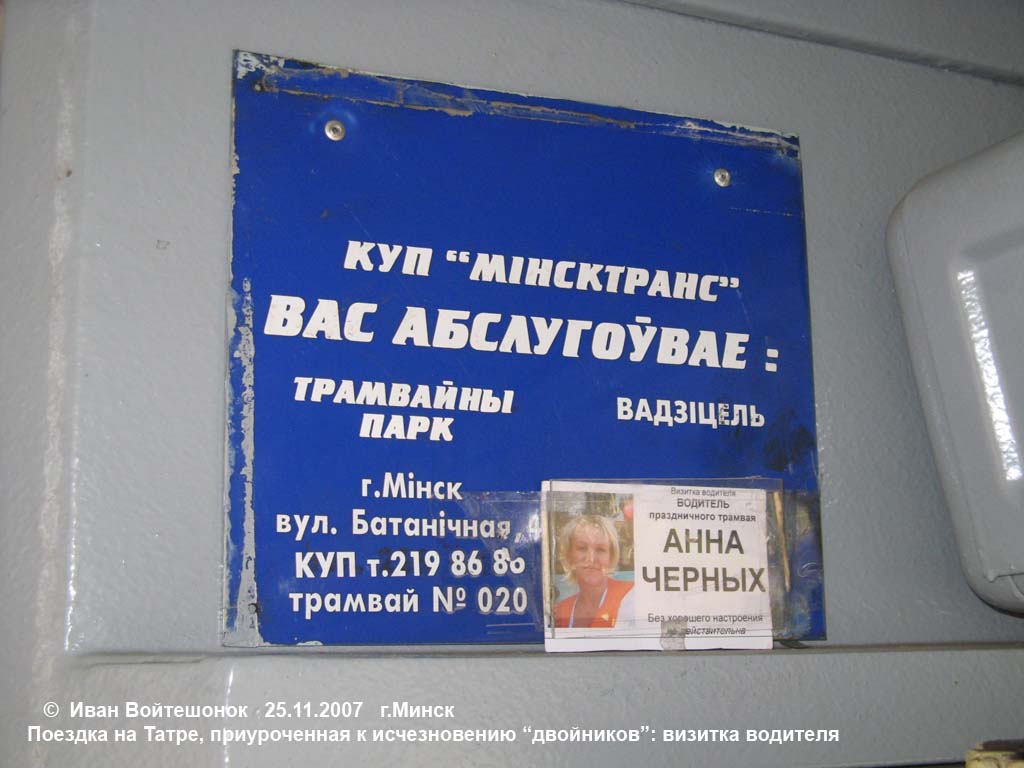 КУП “МІНСКТРАНС”
ВАС АБСЛУГОЎВАЕ :
ТРАМВАЙНЫ
ПАРК
ВАДЗІЦЕЛЬ
г.Мінск
вул. Батанічная, 4
КУП т.219 86 86
трамвай № 020
Визитка водителя
ВОДИТЕЛЬ
праздничного трамвая
АННА
ЧЕРНЫХ
Без хорошего настроения
действительна
© Иван Войтешонок 25.11.2007 г.Минск
Поездка на Татре, приуроченная к исчезновению “двойников”: визитка водителя